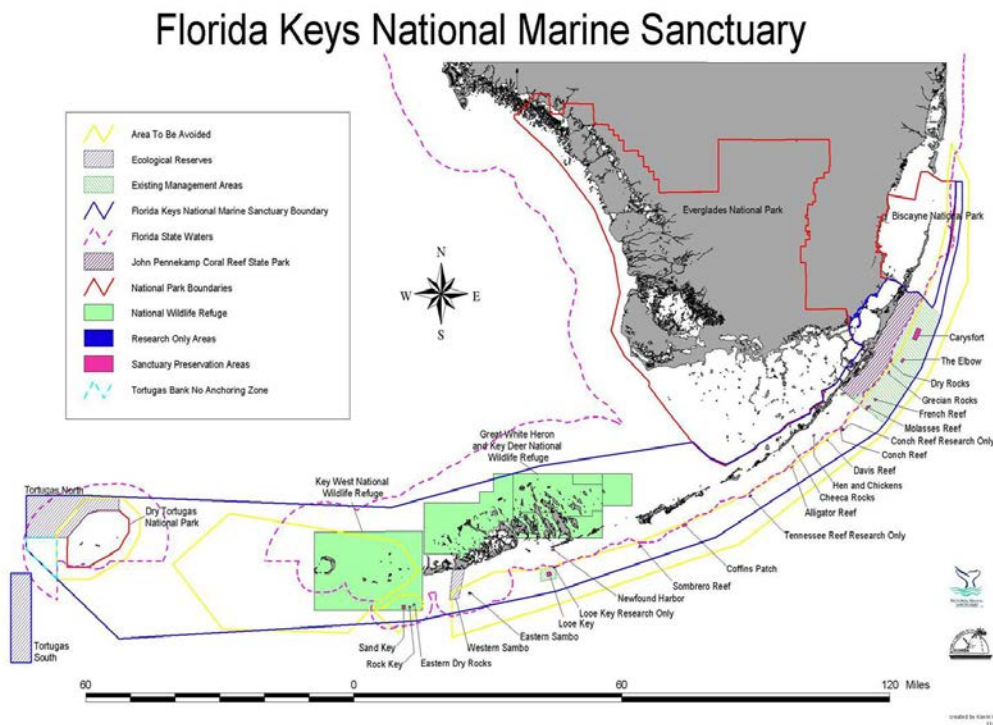 Florida Keys National Marine Sanctuary
Area To Be Avoided
Ecological Reserves
Existing Management Areas
Florida Keys National Marine Sanctuary Boundary
Florida State Waters
John Pennekamp Coral Reef State Park
National Park Boundaries
National Wildlife Refuge
Research Only Areas
Sanctuary Preservation Areas
Tortugas Bank No Anchoring Zone
N
W E
S
Everglades National Park
Biscayne National Park
Carysfort
The Elbow
Dry Rocks
Grecian Rocks
French Reef
Molasses Reef
Conch Reef Research Only
Conch Reef
Davis Reef
Hen and Chickens
Cheeca Rocks
Alligator Reef
Tennessee Reef Research Only
Coffins Patch
Sombrero Reef
Newfound Harbor
Looe Key Research Only
Looe Key
Eastern Sambo
Western Sambo
Eastern Dry Rocks
Rock Key
Sand Key
Great White Heron
and Key Deer National
Wildlife Refuge
Key West National
Wildlife Refuge
Tortugas North
Dry Tortugas
National Park
Tortugas
South
60 0 60 120 Miles
created by